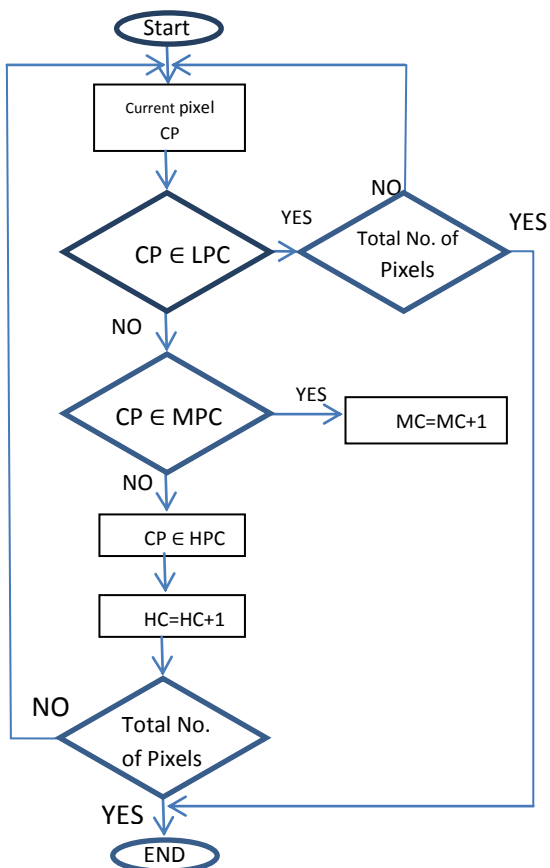 Start
Current pixel
CP
NO
CP ∈ LPC
YES
Total No. of
Pixels
YES
NO
CP ∈ MPC
YES
MC=MC+1
NO
CP ∈ HPC
HC=HC+1
NO
Total No.
of Pixels
YES
END